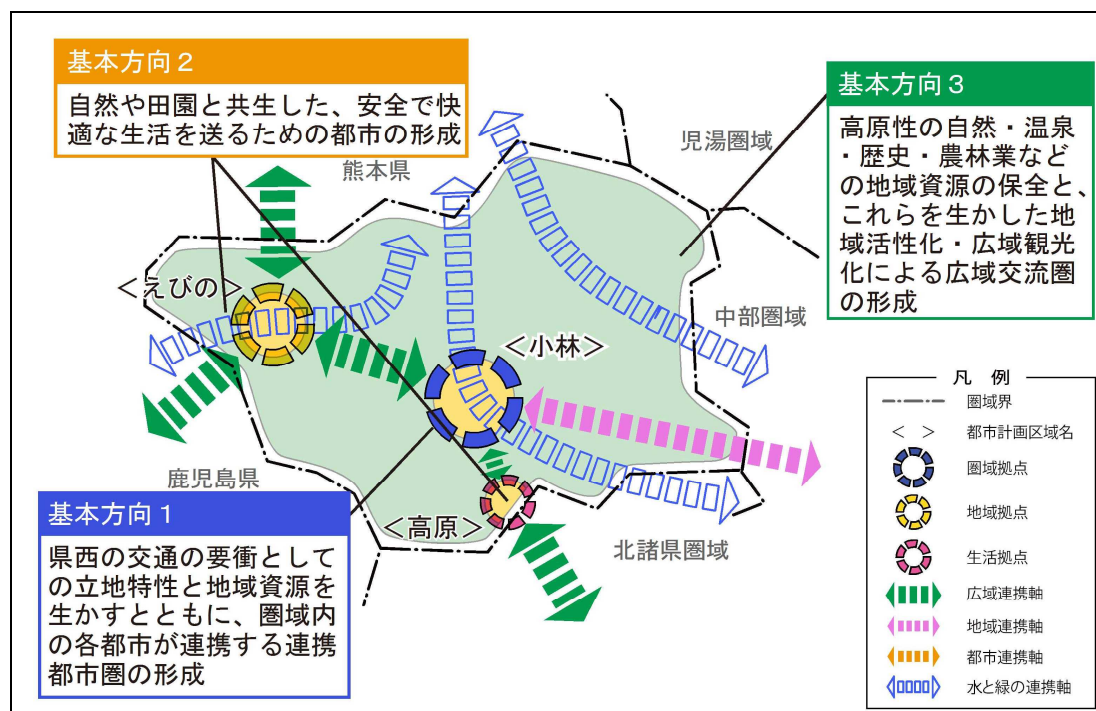 基本方向２
自然や田園と共生した、安全で快
適な生活を送るための都市の形成
基本方向３
高原性の自然・温泉
・歴史・農林業など
の地域資源の保全と、
これらを生かした地
域活性化・広域観光
化による広域交流圏
の形成
児湯圏域
熊本県
＜えびの＞
中部圏域
＜小林＞
鹿児島県
＜高原＞
北諸県圏域
基本方向１
県西の交通の要衝として
の立地特性と地域資源を
生かすとともに、圏域内
の各都市が連携する連携
都市圏の形成
凡 例
圏域界
＜ ＞ 都市計画区域名
圏域拠点
地域拠点
生活拠点
広域連携軸
地域連携軸
都市連携軸
水と緑の連携軸